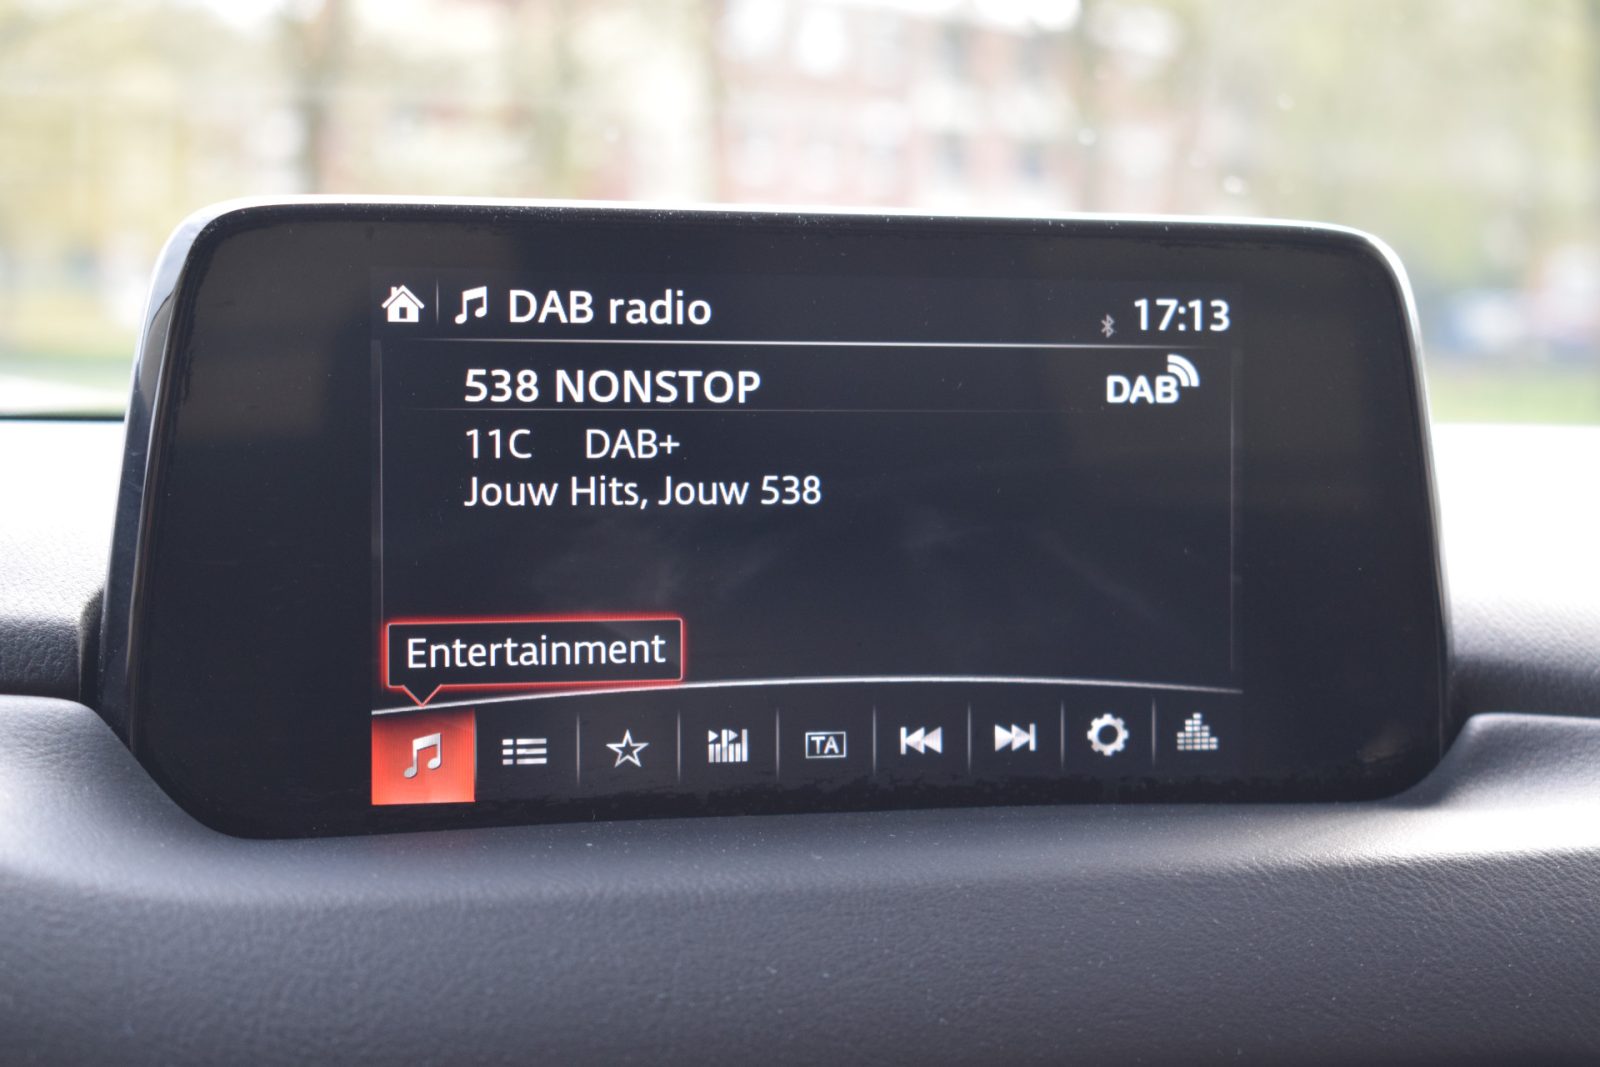 DAB radio
17:13
538 NONSTOP
DAB
11C DAB+
Jouw Hits, Jouw 538
Entertainment
TA